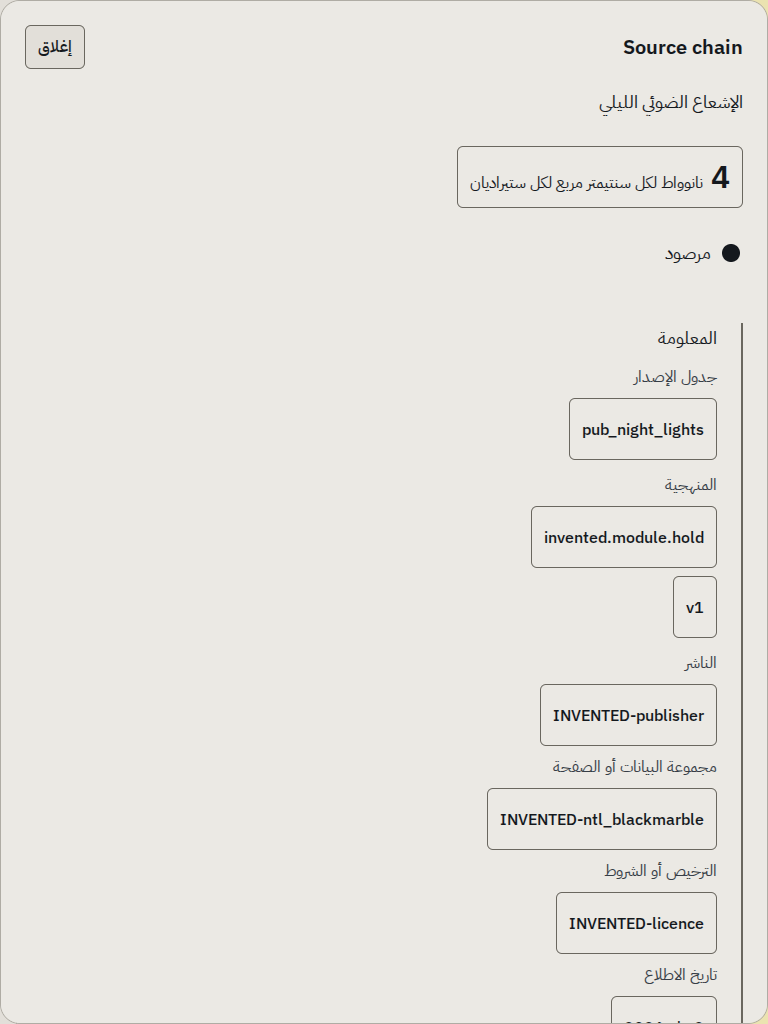 Source chain
إغلاق
الإشعاع الضوئي الليلي
4 نانوواط لكل سنتيمتر مربع لكل ستيراديان
مرصود
المعلومة
جدول الإصدار
pub_night_lights
المنهجية
invented.module.hold
v1
الناشر
INVENTED-publisher
مجموعة البيانات أو الصفحة
INVENTED-ntl_blackmarble
الترخيص أو الشروط
INVENTED-licence
تاريخ الاطلاع